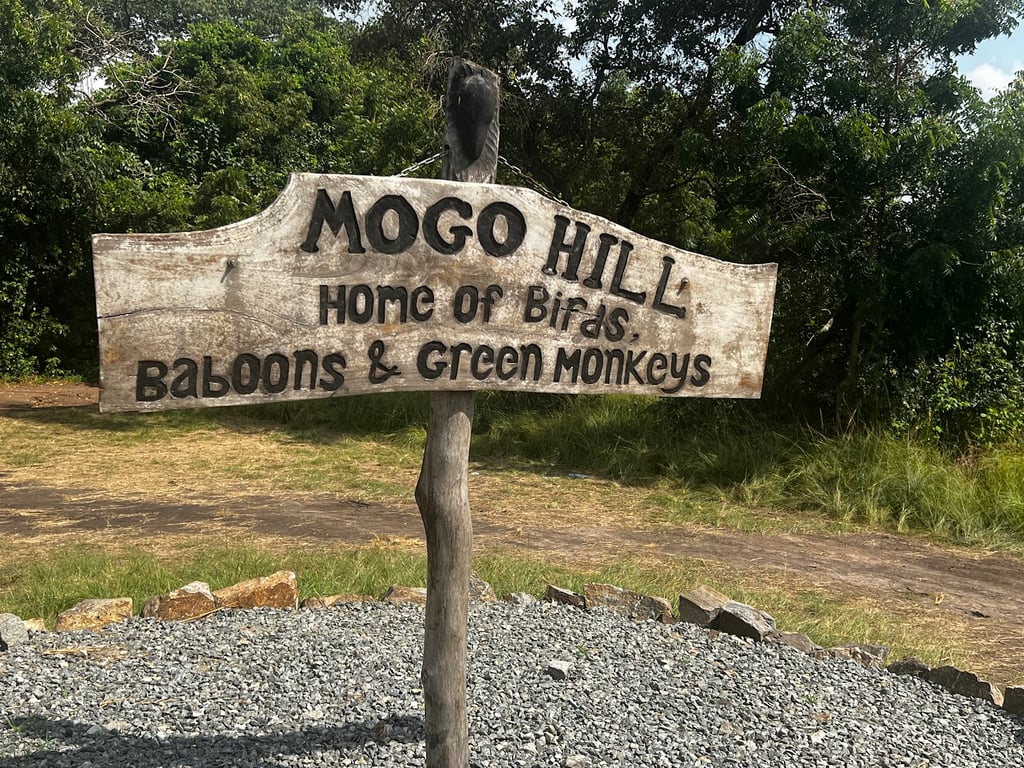 MOGO HILL
Home of Birds,
Baboons & Green Monkeys